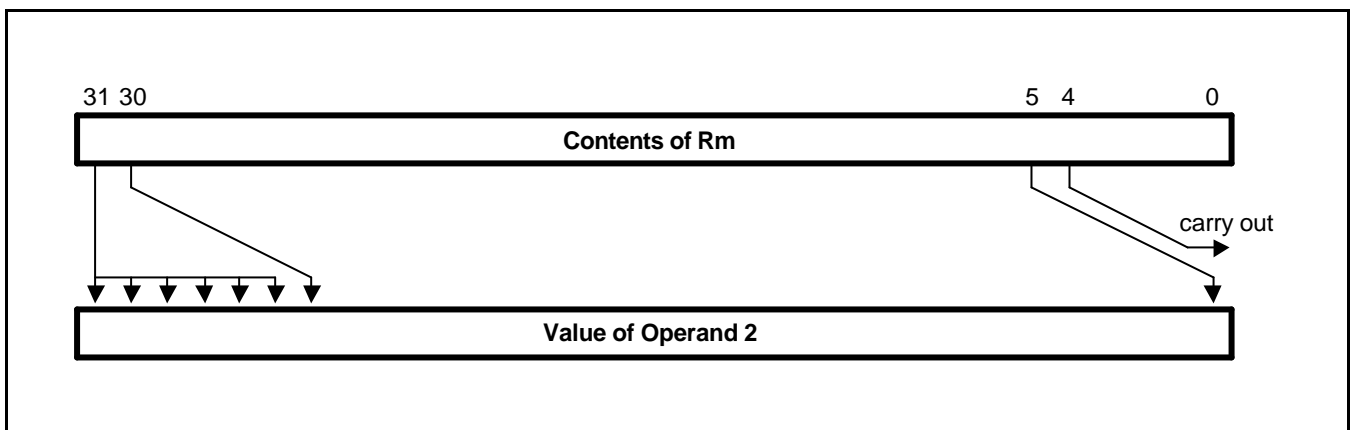 31 30 5 4 0
Contents of Rm
carry out
Value of Operand 2